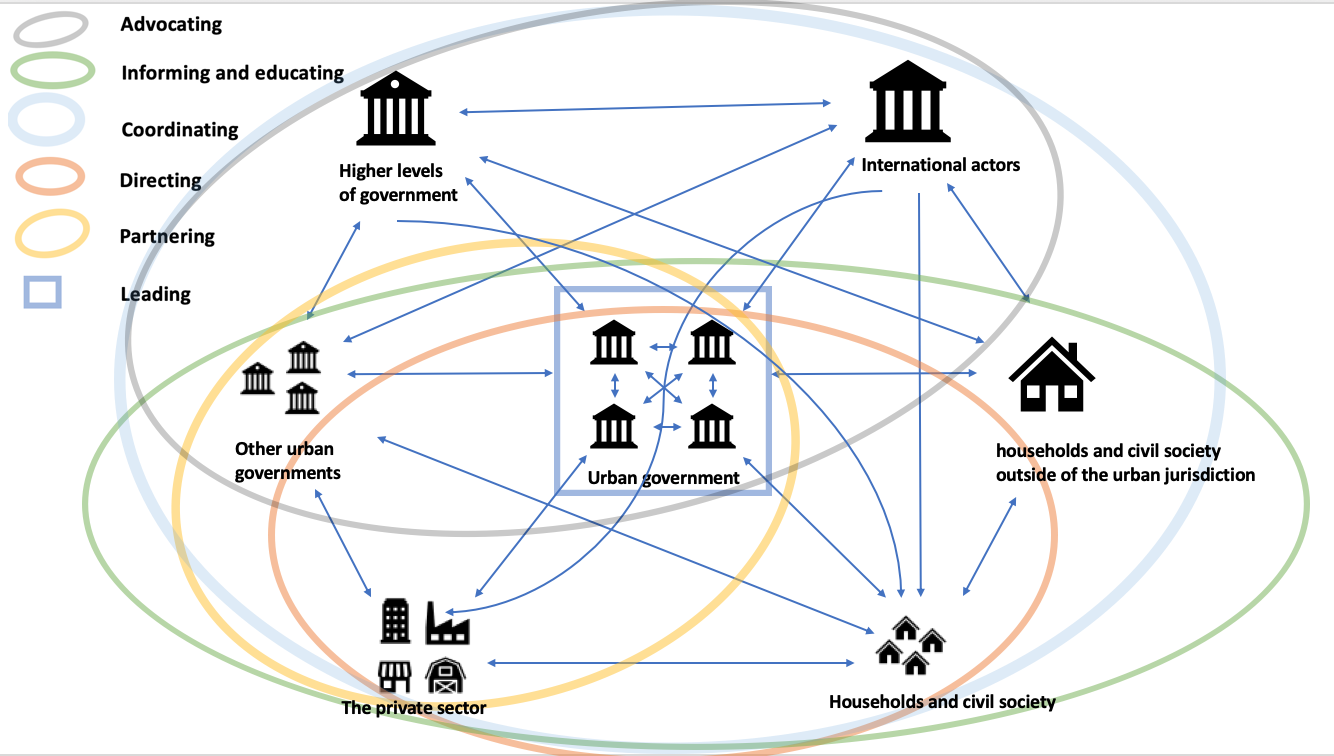 Advocating
Informing and educating
Coordinating
Directing
Partnering
Leading
Higher levels
of government
International actors
Other urban
governments
Urban government
households and civil society
outside of the urban jurisdiction
The private sector
Households and civil society